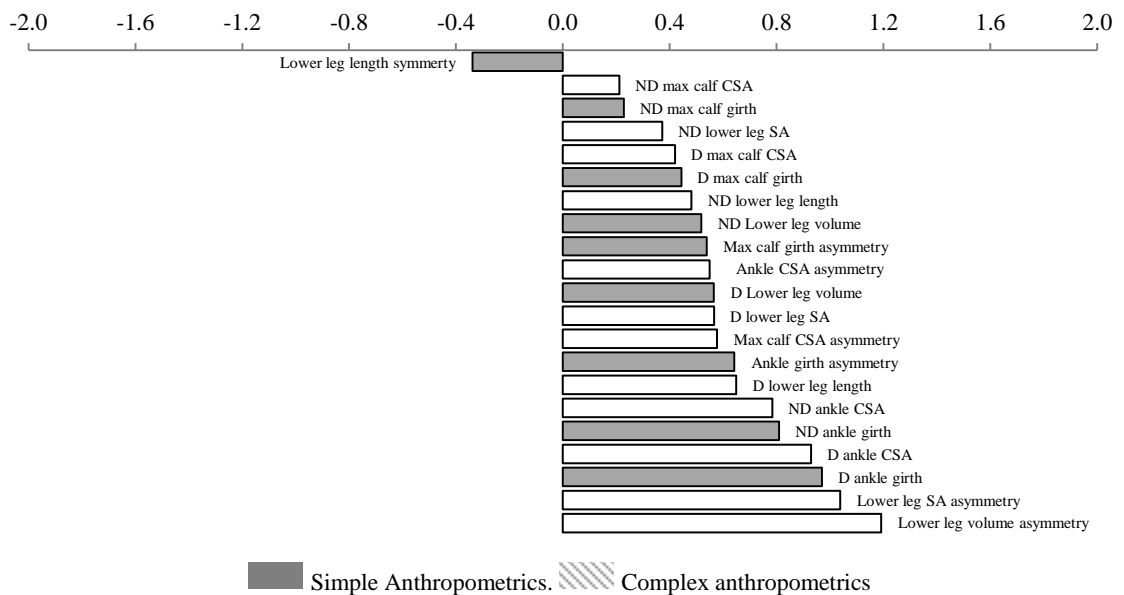 -2.0 -1.6 -1.2 -0.8 -0.4 0.0 0.4 0.8 1.2 1.6 2.0
Lower leg length symmerty
ND max calf CSA
ND max calf girth
ND lower leg SA
D max calf CSA
D max calf girth
ND lower leg length
ND Lower leg volume
Max calf girth asymmetry
Ankle CSA asymmetry
D Lower leg volume
D lower leg SA
Max calf CSA asymmetry
Ankle girth asymmetry
D lower leg length
ND ankle CSA
ND ankle girth
D ankle CSA
D ankle girth
Lower leg SA asymmetry
Lower leg volume asymmetry
Simple Anthropometrics. Complex anthropometrics